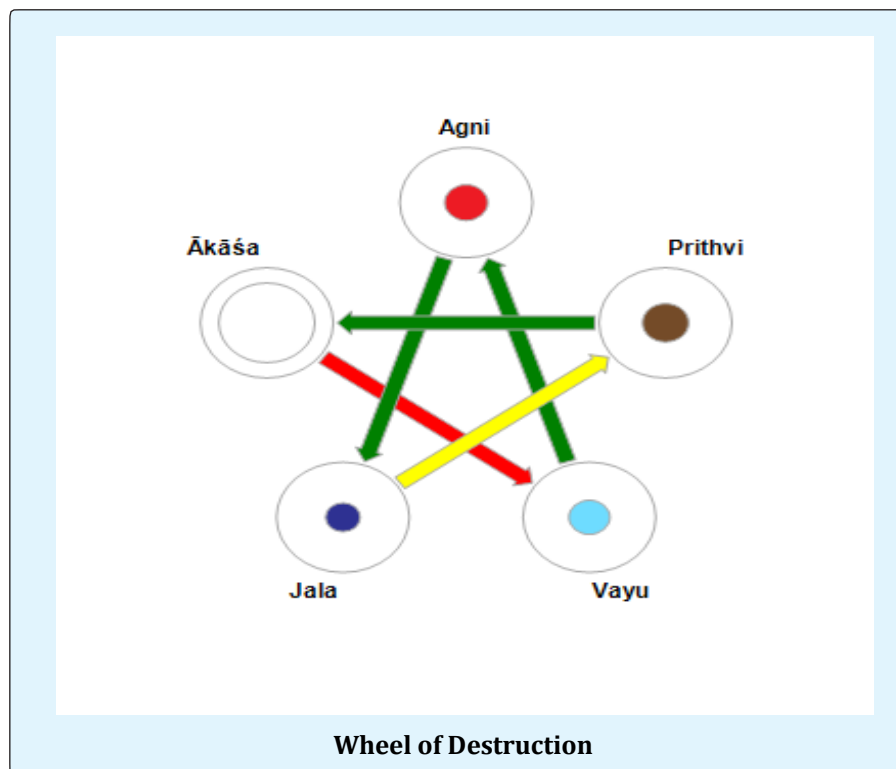 Agni
Ākāśa
Prithvi
Jala
Vayu
Wheel of Destruction